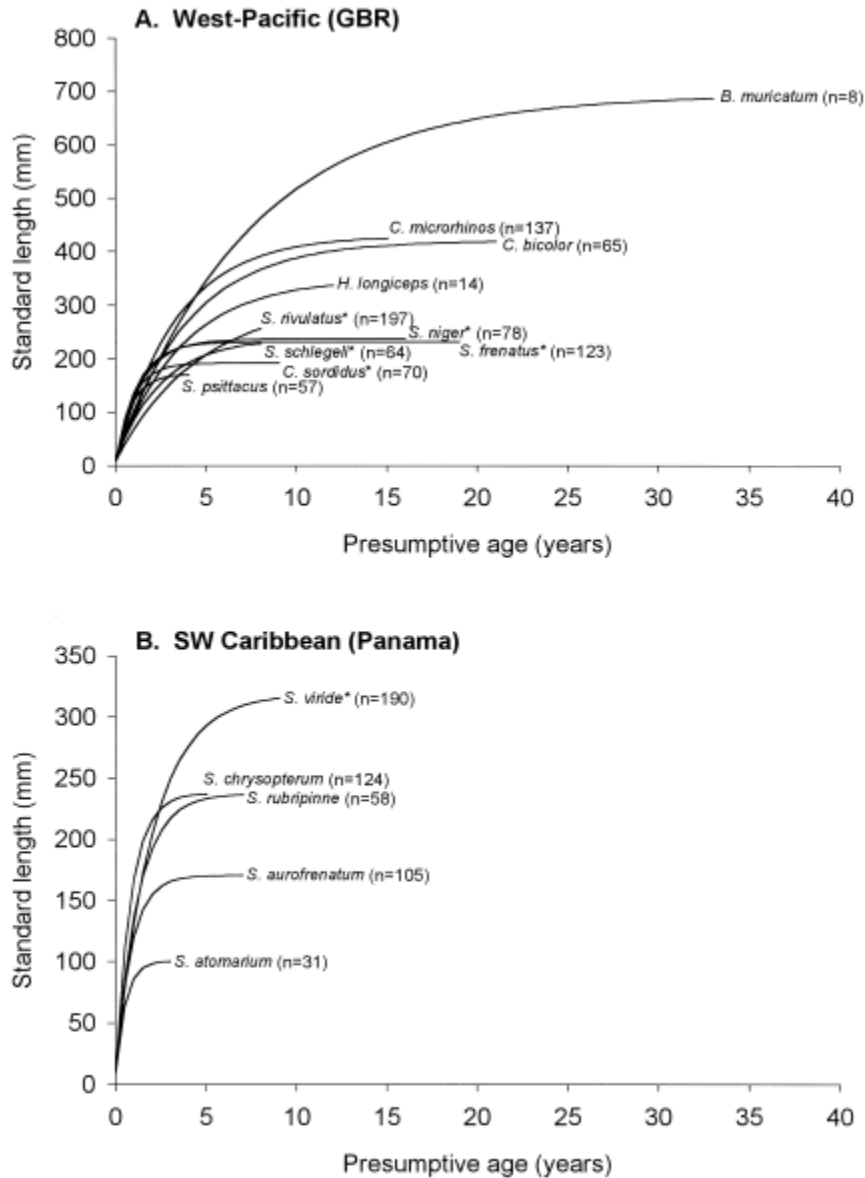 A. West-Pacific (GBR)
800
700
600
500
400
300
200
100
0
Standard length (mm)
B. muricatum (n=8)
C. microrhinos (n=137)
C. bicolor (n=65)
H. longiceps (n=14)
S. rivulatus* (n=197)
S. niger* (n=78)
S. schlegeli* (n=64)
S. frenatus* (n=123)
C. sordidus* (n=70)
S. psittacus (n=57)
0 5 10 15 20 25 30 35 40
Presumptive age (years)
B. SW Caribbean (Panama)
350
300
250
200
150
100
50
0
Standard length (mm)
S. viride* (n=190)
S. chrysopterum (n=124)
S. rubripinne (n=58)
S. aurofrenatum (n=105)
S. atomarium (n=31)
0 5 10 15 20 25 30 35 40
Presumptive age (years)